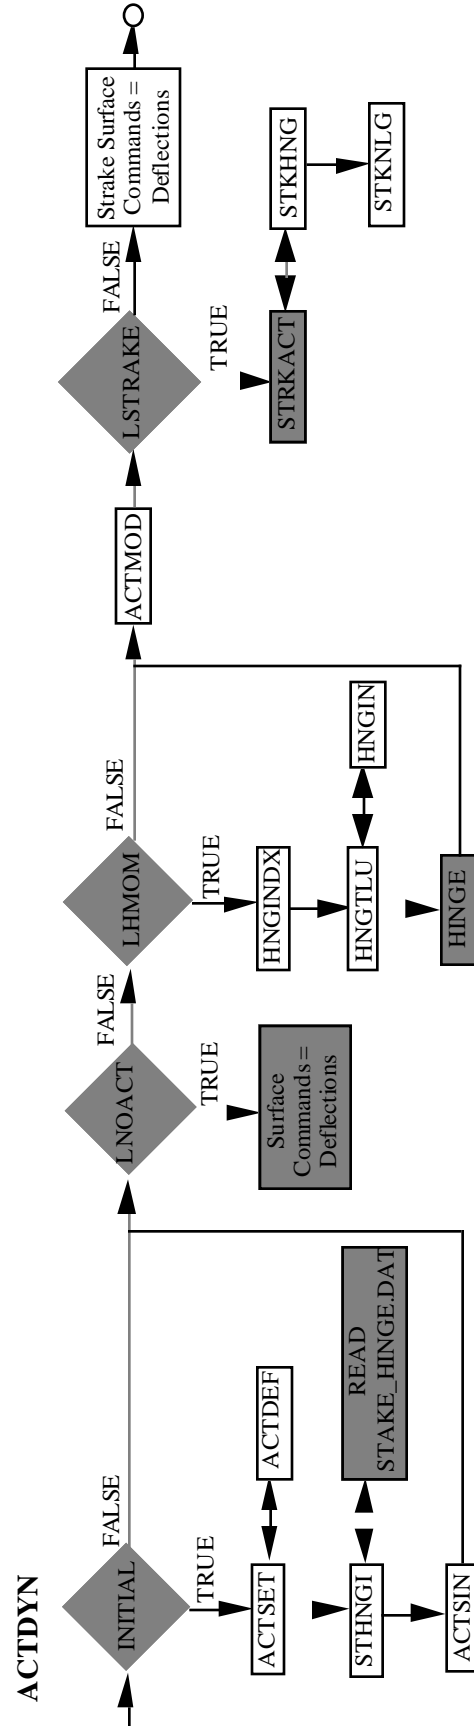 ACTDYN
INITIAL
FALSE
TRUE
ACTSET
ACTDEF
STHNGI
READ
STAKE_HINGE.DAT
ACTSIN
LNOACT
FALSE
TRUE
Surface
Commands =
Deflections
LHMOM
FALSE
TRUE
HNGINDX
HNGTLU
HNGIN
HINGE
ACTMOD
LSTRAKE
FALSE
TRUE
STRKACT
STKHNG
STKNLG
Strake Surface
Commands =
Deflections